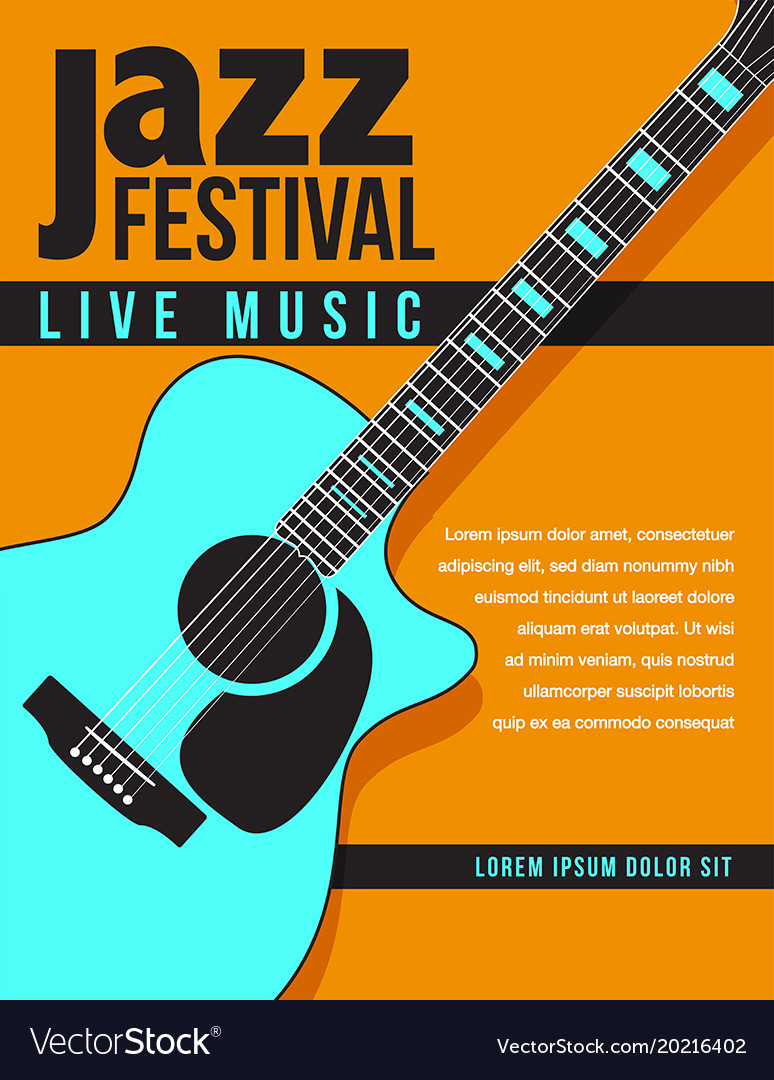 Jazz
FESTIVAL
LIVE MUSIC
Lorem ipsum dolor amet, consectetuer
adipiscing elit, sed diam nonummy nibh
euismod tincidunt ut laoreet dolore
aliquam erat volutpat. Ut wisi
ad minim veniam, quis nostrud
ullamcorper suscipit lobortis
quip ex ea commodo consequat
LOREM IPSUM DOLOR SIT
VectorStock®
VectorStock.com/20216402